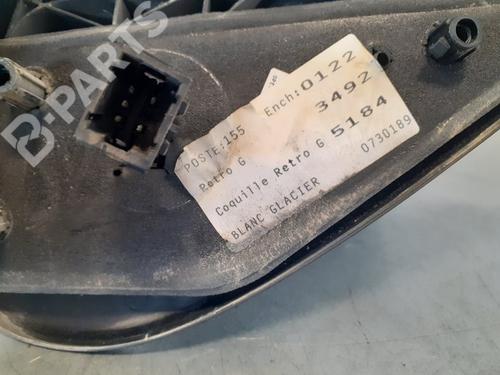 POSTE:155 Ench:0122
Retro G 3492
Coquille Retro G 5184
BLANC GLACIER 0730189
B-PARTS